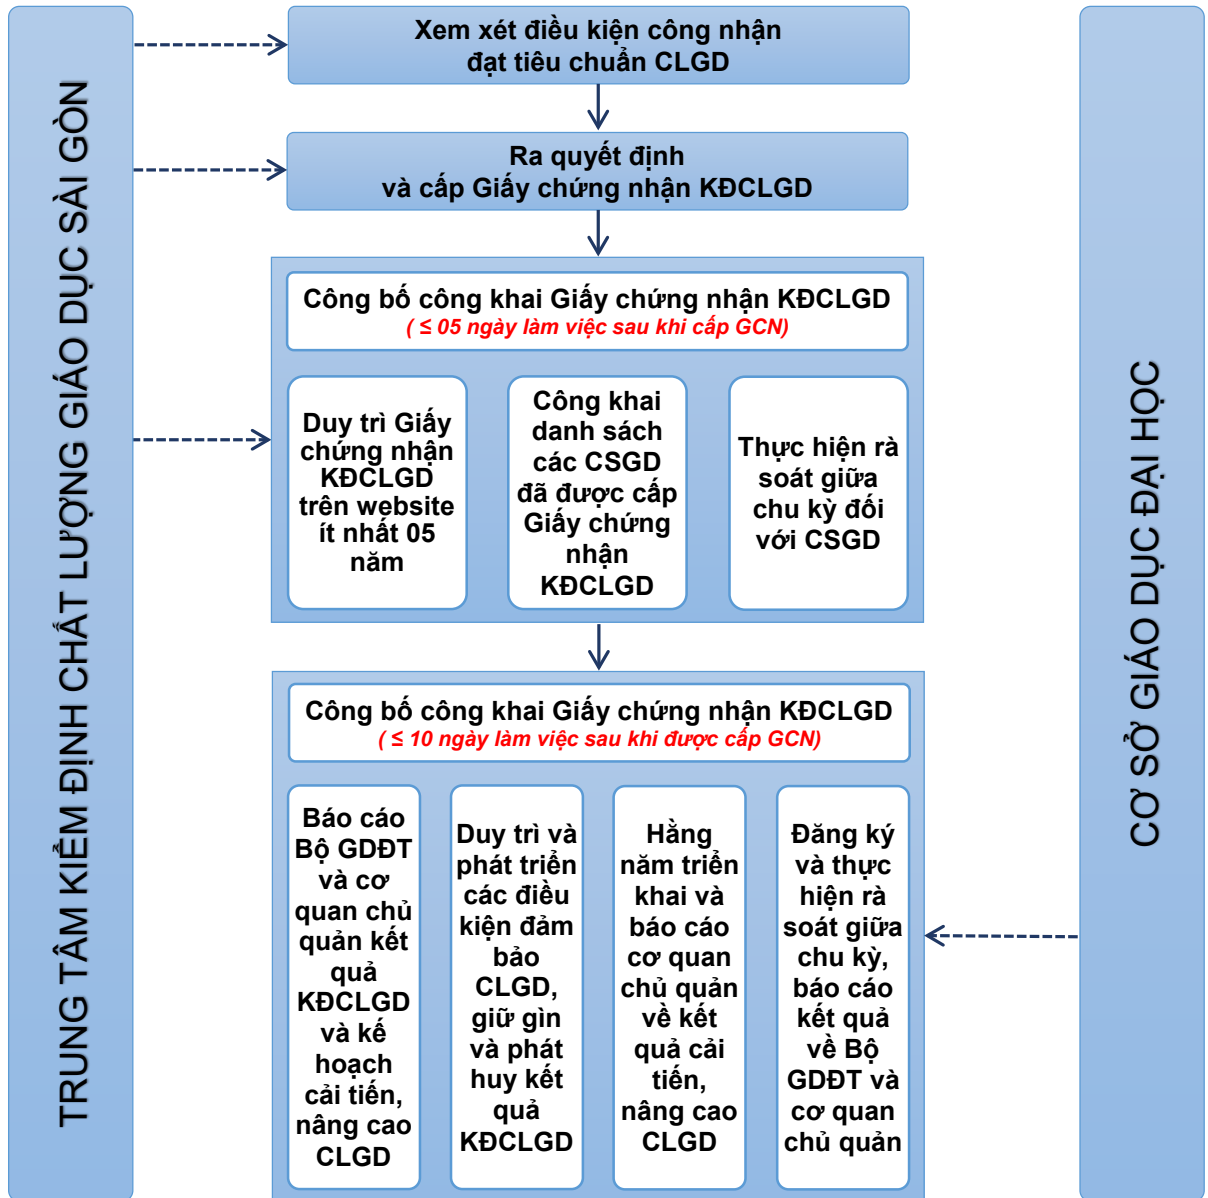 TRUNG TÂM KIỂM ĐỊNH CHẤT LƯỢNG GIÁO DỤC SÀI GÒN
Xem xét điều kiện công nhận
đạt tiêu chuẩn CLGD
Ra quyết định
và cấp Giấy chứng nhận KĐCLGD
Công bố công khai Giấy chứng nhận KĐCLGD
( ≤ 05 ngày làm việc sau khi cấp GCN)
Duy trì Giấy
chứng nhận
KĐCLGD
trên website
ít nhất 05
năm
Công khai
danh sách
các CSGD
đã được cấp
Giấy chứng
nhận
KĐCLGD
Thực hiện rà
soát giữa
chu kỳ đối
với CSGD
Công bố công khai Giấy chứng nhận KĐCLGD
( ≤ 10 ngày làm việc sau khi được cấp GCN)
Báo cáo
Bộ GDĐT
và cơ
quan chủ
quản kết
quả
KĐCLGD
và kế
hoạch
cải tiến,
nâng cao
CLGD
Duy trì và
phát triển
các điều
kiện đảm
bảo
CLGD,
giữ gìn
và phát
huy kết
quả
KĐCLGD
Hằng
năm triển
khai và
báo cáo
cơ quan
chủ quản
về kết
quả cải
tiến,
nâng cao
CLGD
Đăng ký
và thực
hiện rà
soát giữa
chu kỳ,
báo cáo
kết quả
về Bộ
GDĐT và
cơ quan
chủ quản
CƠ SỞ GIÁO DỤC ĐẠI HỌC